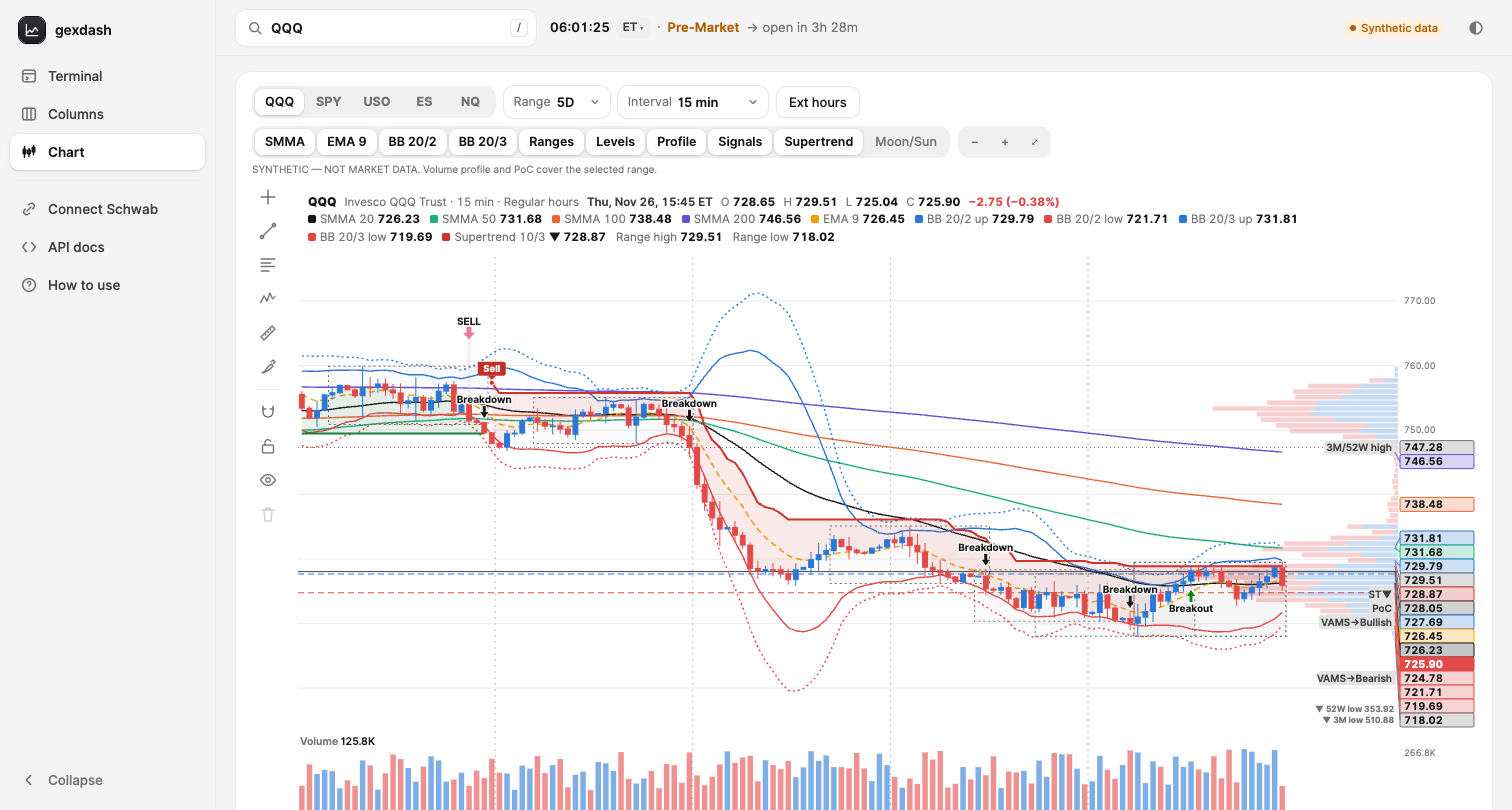 gexdash
Terminal
Columns
Chart
Connect Schwab
API docs
How to use
Collapse
QQQ /
06:01:25 ET · Pre-Market → open in 3h 28m
Synthetic data
QQQ SPY USO ES NQ Range 5D Interval 15 min Ext hours
SMMA EMA 9 BB 20/2 BB 20/3 Ranges Levels Profile Signals Supertrend Moon/Sun − +
SYNTHETIC — NOT MARKET DATA. Volume profile and PoC cover the selected range.
QQQ Invesco QQQ Trust · 15 min · Regular hours Thu, Nov 26, 15:45 ET O 728.65 H 729.51 L 725.04 C 725.90 −2.75 (−0.38%)
SMMA 20 726.23 SMMA 50 731.68 SMMA 100 738.48 SMMA 200 746.56 EMA 9 726.45 BB 20/2 up 729.79 BB 20/2 low 721.71 BB 20/3 up 731.81
BB 20/3 low 719.69 Supertrend 10/3 ▼ 728.87 Range high 729.51 Range low 718.02
770.00
SELL
Sell
760.00
Breakdown
Breakdown
750.00
3M/52W high 747.28
746.56
738.48
731.81
Breakdown
731.68
729.79
729.51
Breakdown
ST▼ 728.87
Breakout
PoC 728.05
VAMS→Bullish 727.69
726.45
726.23
725.90
VAMS→Bearish 724.78
721.71
▼ 52W low 353.92 719.69
▼ 3M low 510.88 718.02
Volume 125.8K
266.8K